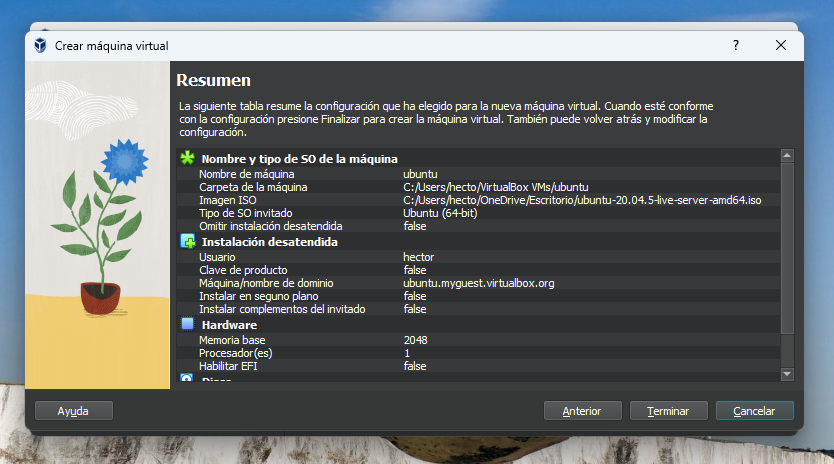 Crear máquina virtual
?
Resumen
La siguiente tabla resume la configuración que ha elegido para la nueva máquina virtual. Cuando esté conforme
con la configuración presione Finalizar para crear la máquina virtual. También puede volver atrás y modificar la
configuración.
Nombre y tipo de SO de la máquina
Nombre de máquina ubuntu
Carpeta de la máquina C:/Users/hecto/VirtualBox VMs/ubuntu
Imagen ISO C:/Users/hecto/OneDrive/Escritorio/ubuntu-20.04.5-live-server-amd64.iso
Tipo de SO invitado Ubuntu (64-bit)
Omitir instalación desatendida false
Instalación desatendida
Usuario hector
Clave de producto false
Máquina/nombre de dominio ubuntu.myguest.virtualbox.org
Instalar en seguno plano false
Instalar complementos del invitado false
Hardware
Memoria base 2048
Procesador(es) 1
Habilitar EFI false
Disco
Ayuda Anterior Terminar Cancelar